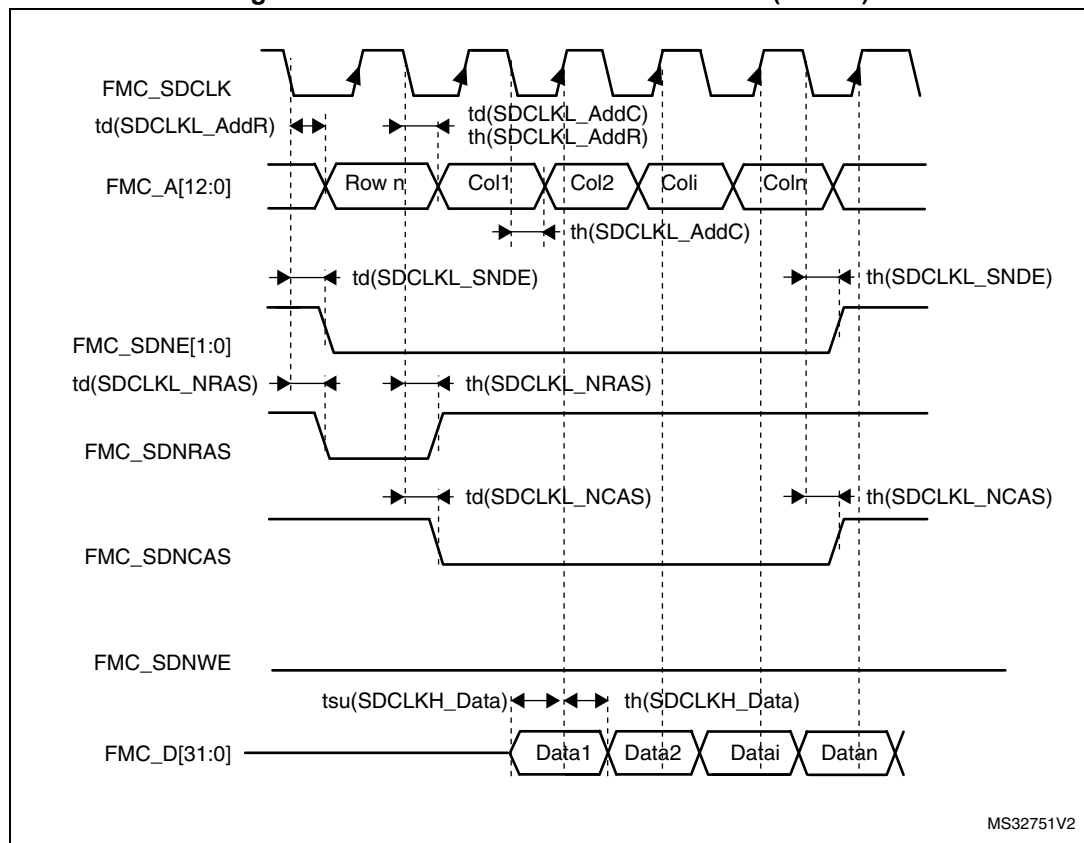 FMC_SDCLK
td(SDCLKL_AddR)
td(SDCLKL_AddC)
th(SDCLKL_AddR)
FMC_A[12:0]
Row n
Col1
Col2
Coli
Coln
th(SDCLKL_AddC)
td(SDCLKL_SNDE)
th(SDCLKL_SNDE)
FMC_SDNE[1:0]
td(SDCLKL_NRAS)
th(SDCLKL_NRAS)
FMC_SDNRAS
td(SDCLKL_NCAS)
th(SDCLKL_NCAS)
FMC_SDNCAS
FMC_SDNWE
tsu(SDCLKH_Data)
th(SDCLKH_Data)
FMC_D[31:0]
Data1
Data2
Datai
Datan
MS32751V2